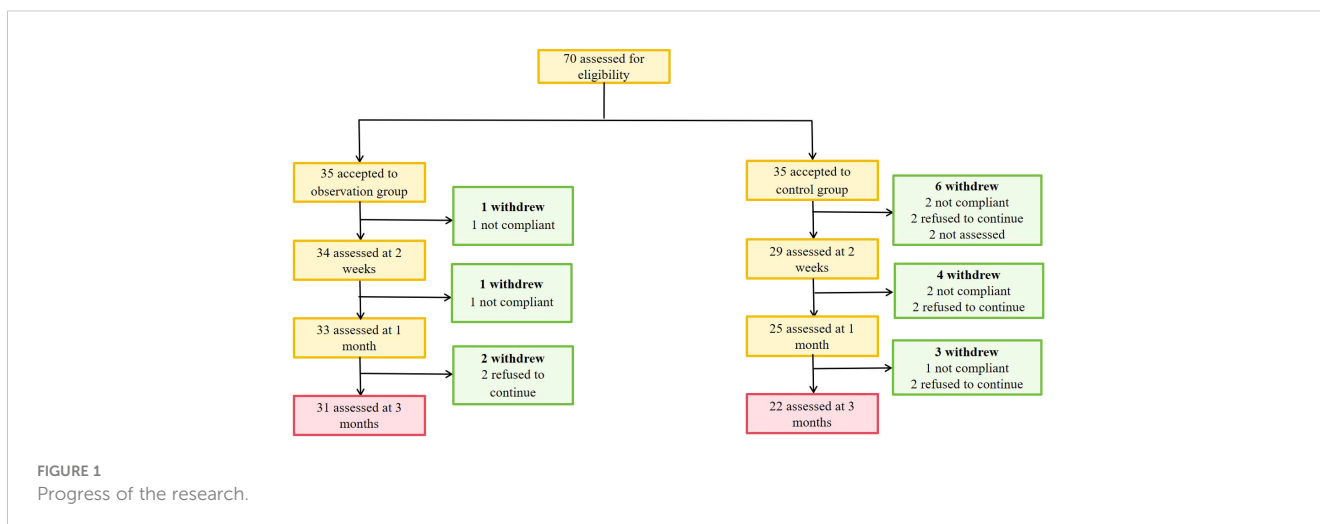 70 assessed for
eligibility
35 accepted to
observation group
1 withdrew
1 not compliant
34 assessed at 2
weeks
1 withdrew
1 not compliant
33 assessed at 1
month
2 withdrew
2 refused to
continue
31 assessed at 3
months
35 accepted to
control group
6 withdrew
2 not compliant
2 refused to continue
2 not assessed
29 assessed at 2
weeks
4 withdrew
2 not compliant
2 refused to continue
25 assessed at 1
month
3 withdrew
1 not compliant
2 refused to continue
22 assessed at 3
months
FIGURE 1
Progress of the research.